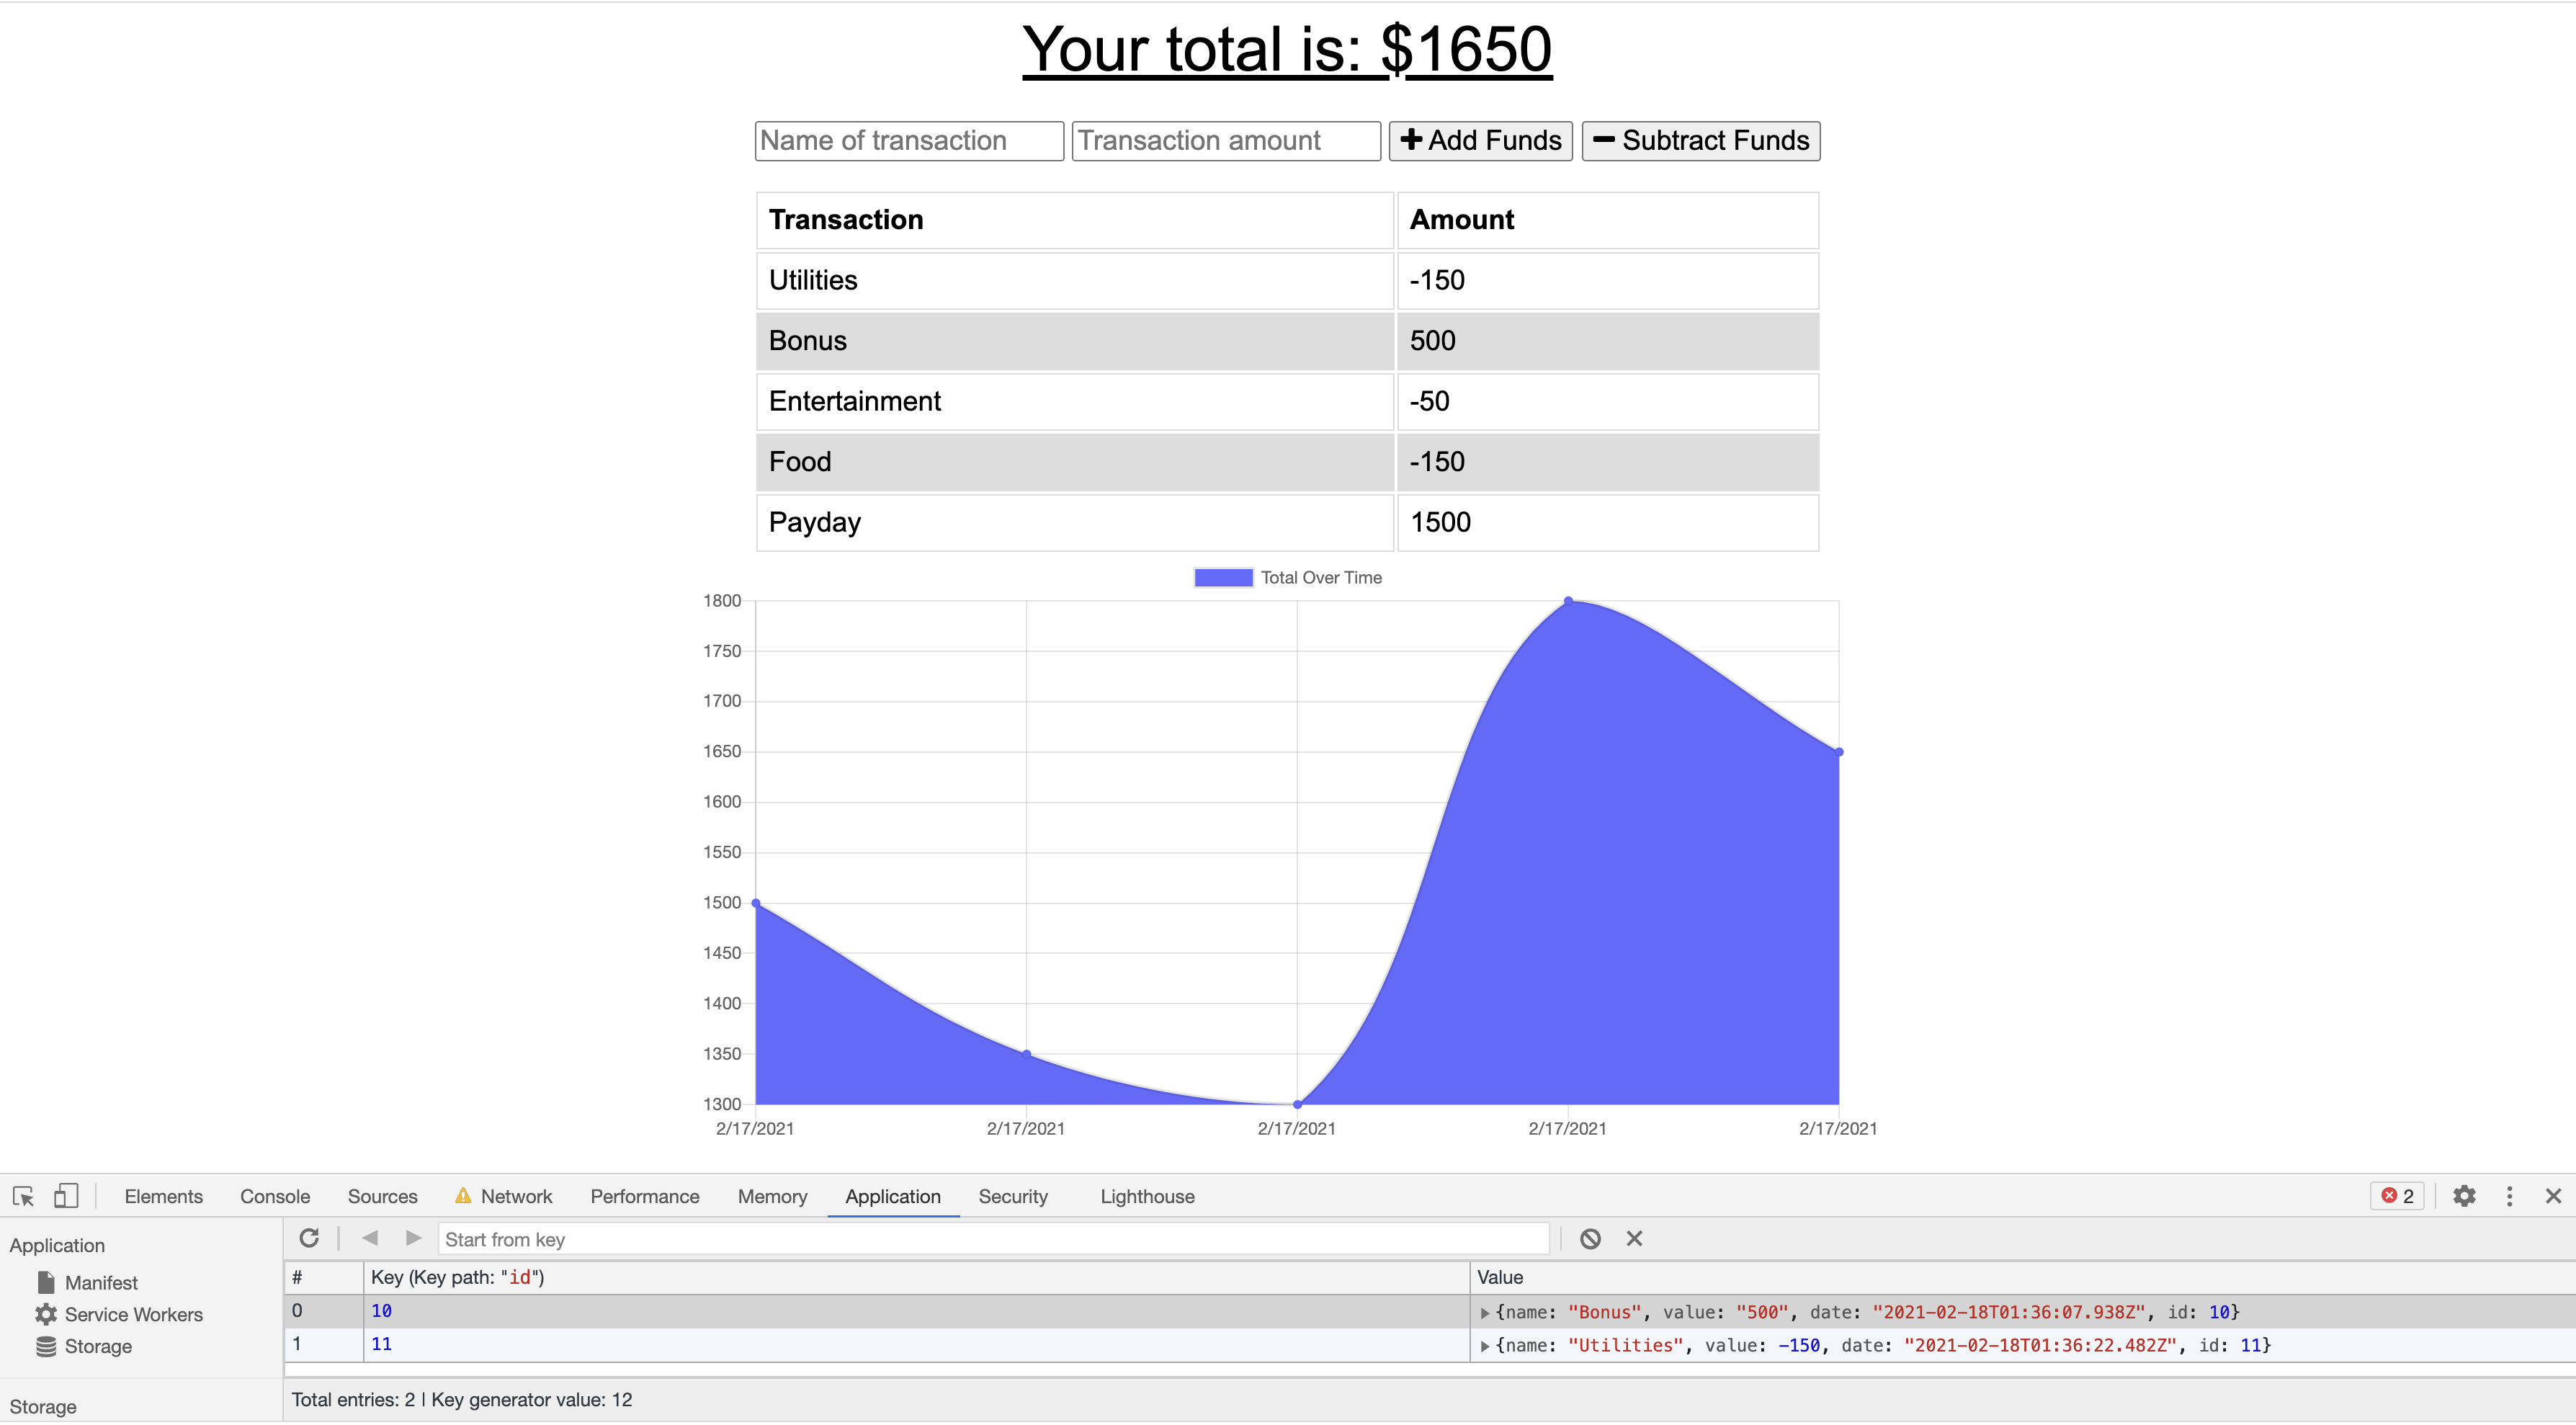 Your total is: $1650
Name of transaction Transaction amount Add Funds Subtract Funds
Transaction Amount
Utilities -150
Bonus 500
Entertainment -50
Food -150
Payday 1500
Total Over Time
1800
1750
1700
1650
1600
1550
1500
1450
1400
1350
1300
2/17/2021 2/17/2021 2/17/2021 2/17/2021 2/17/2021
Elements Console Sources Network Performance Memory Application Security Lighthouse 2
Application
Manifest
Service Workers
Storage
Storage
Start from key
# Key (Key path: "id") Value
0 10 {name: "Bonus", value: "500", date: "2021-02-18T01:36:07.938Z", id: 10}
1 11 {name: "Utilities", value: -150, date: "2021-02-18T01:36:22.482Z", id: 11}
Total entries: 2 | Key generator value: 12